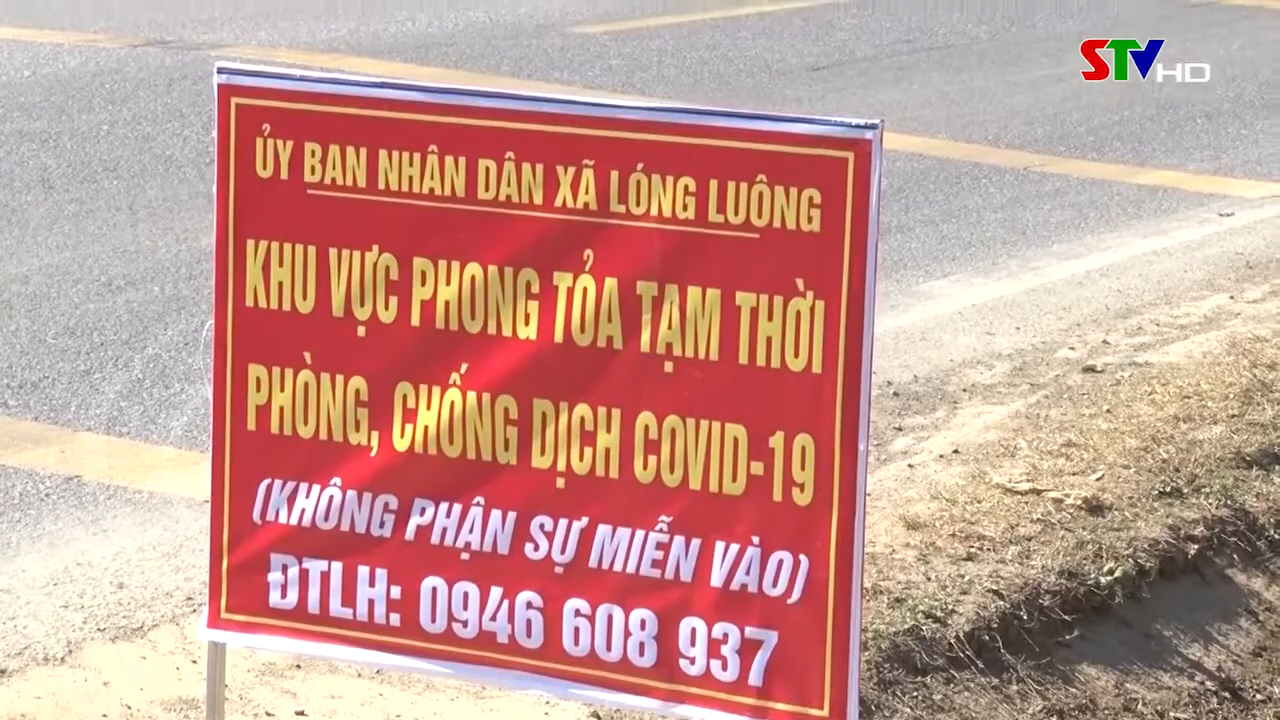 STV HD
ỦY BAN NHÂN DÂN XÃ LÓNG LUÔNG
KHU VỰC PHONG TỎA TẠM THỜI
PHÒNG, CHỐNG DỊCH COVID-19
(KHÔNG PHẬN SỰ MIỄN VÀO)
ĐTLH: 0946 608 937